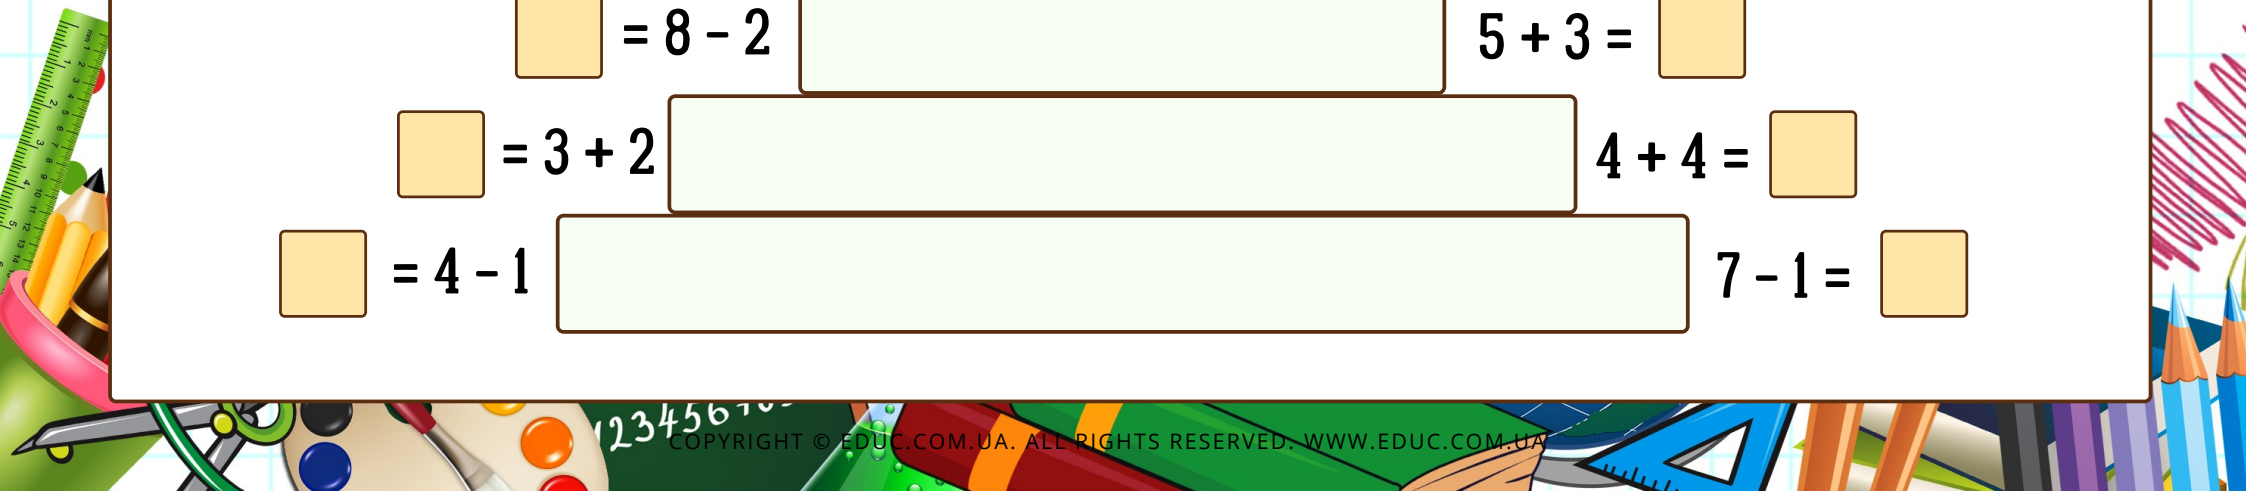 = 8 - 2 5 + 3 =
= 3 + 2 4 + 4 =
= 4 - 1 7 - 1 =
123456
COPYRIGHT © EDUC.COM.UA. ALL RIGHTS RESERVED. WWW.EDUC.COM.UA